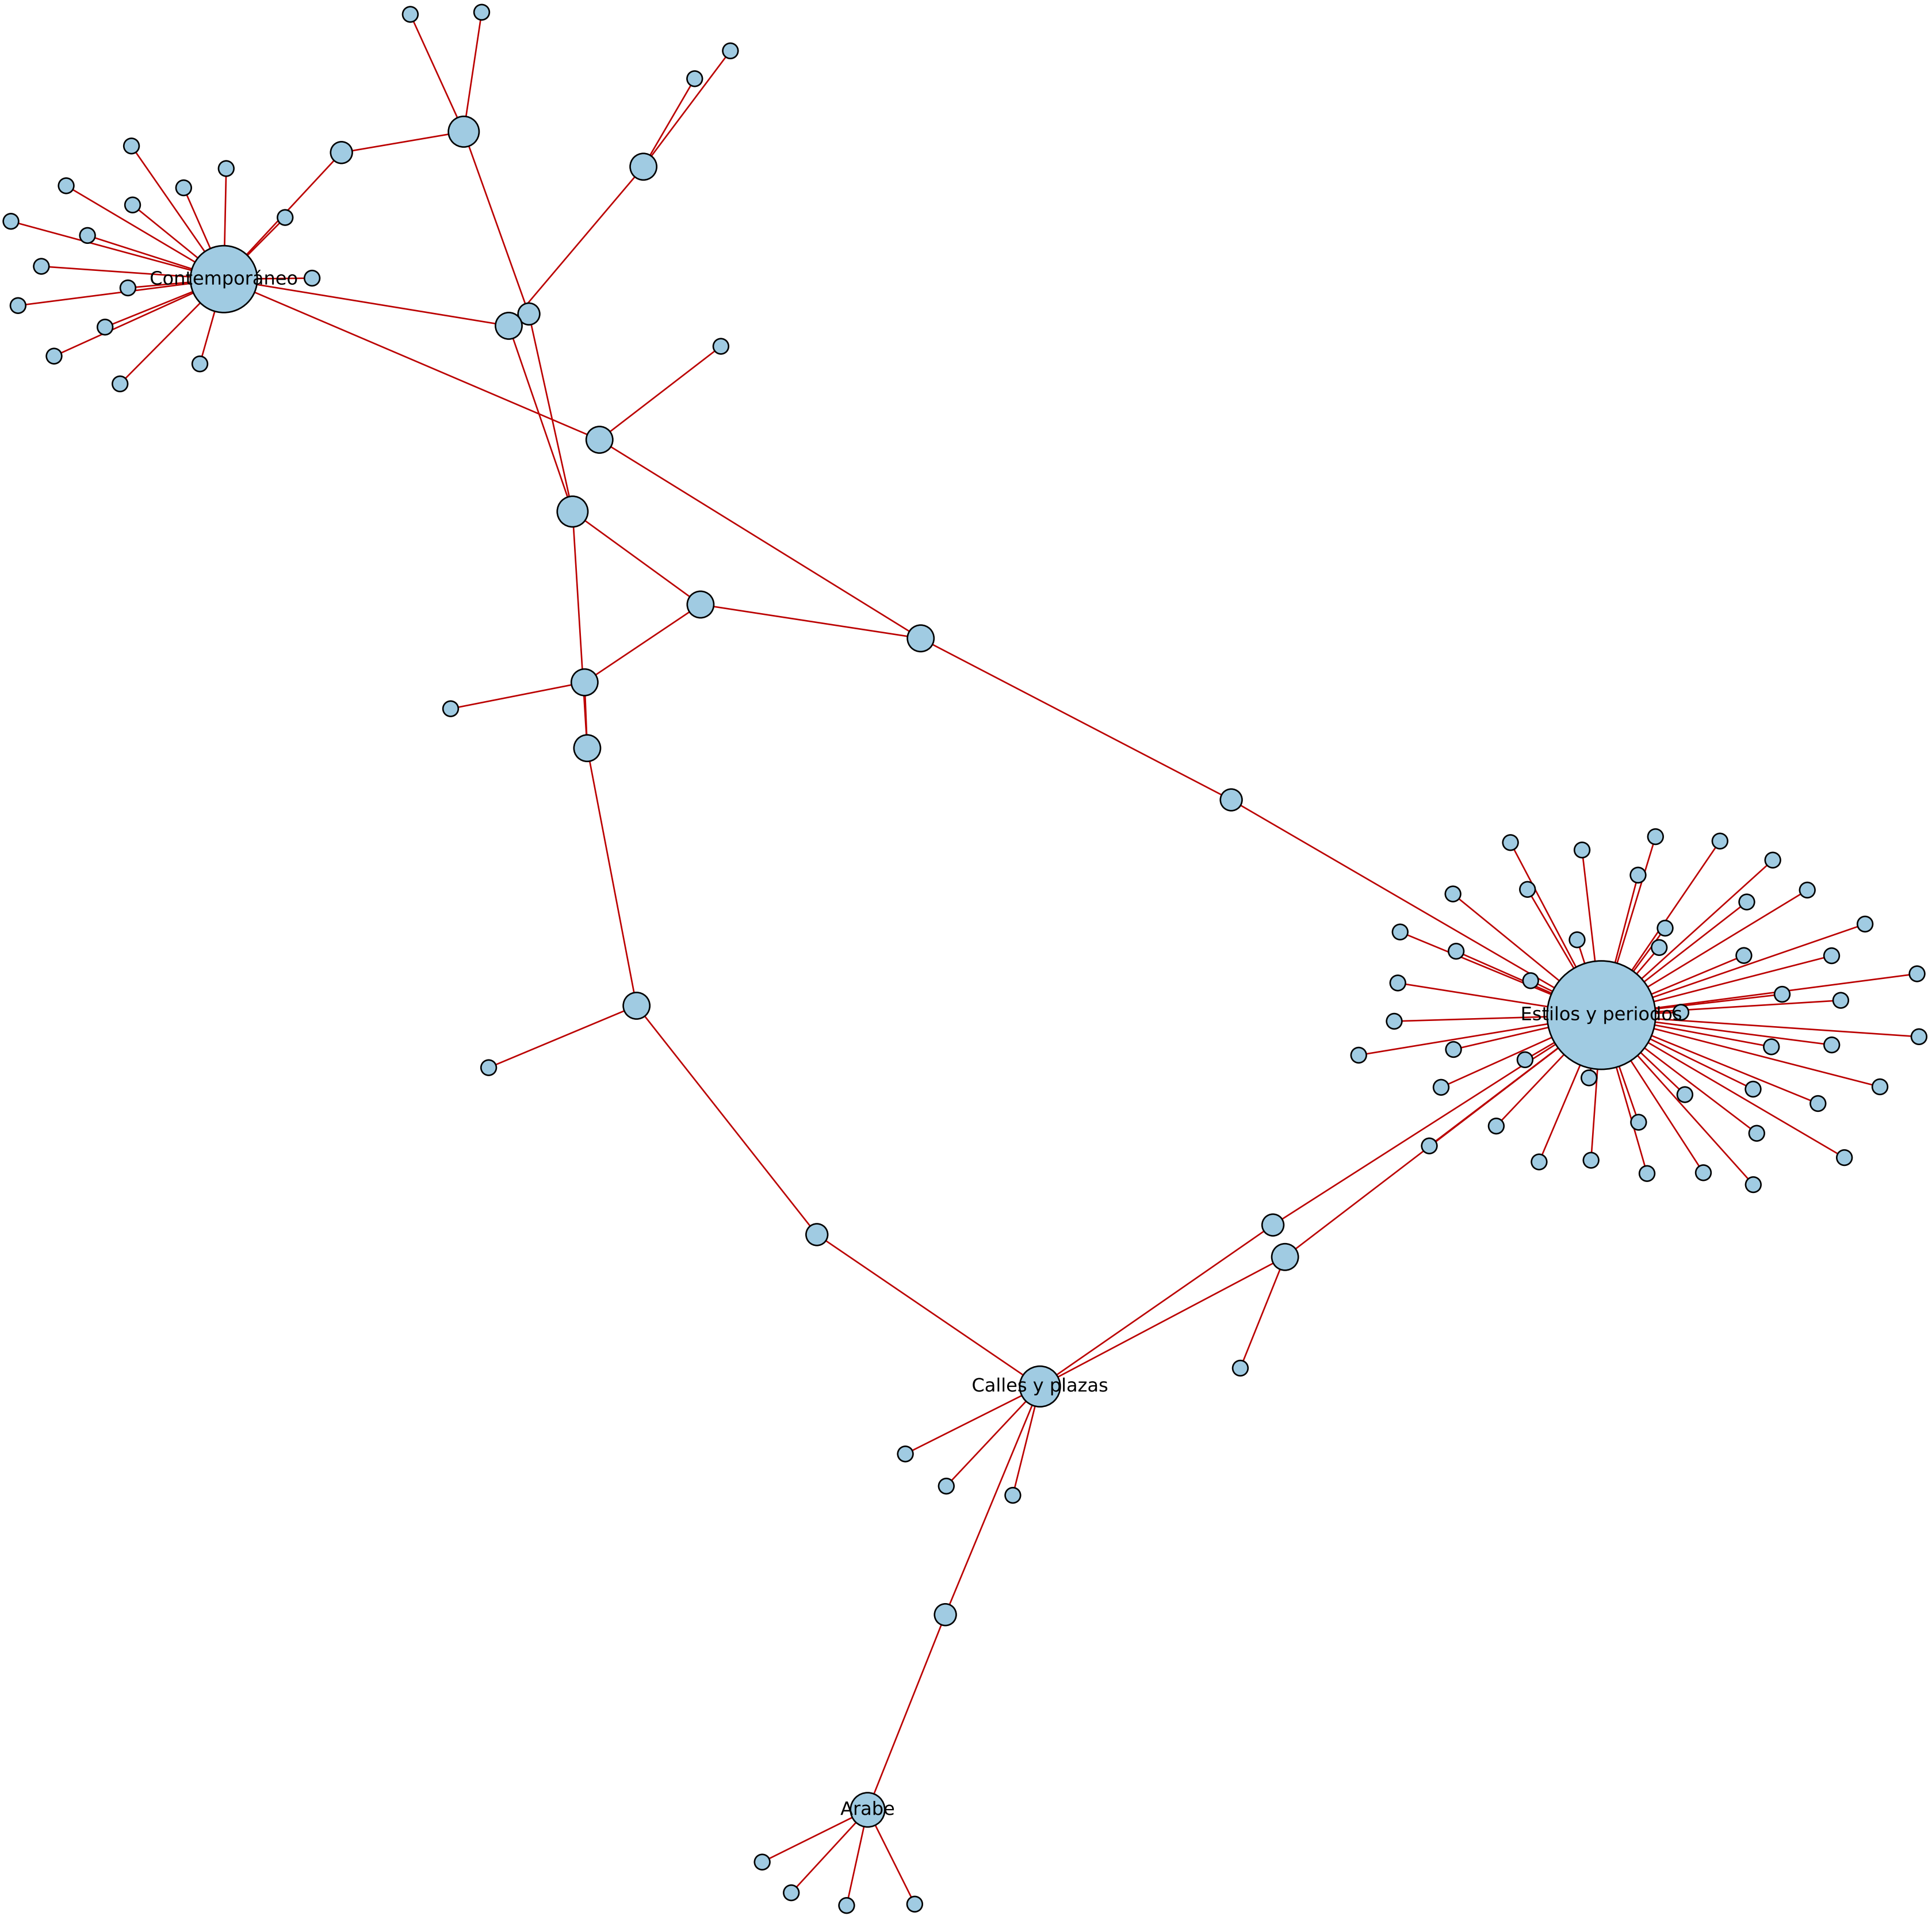 Contemporáneo
Estilos y periodos
Calles y plazas
Arabe